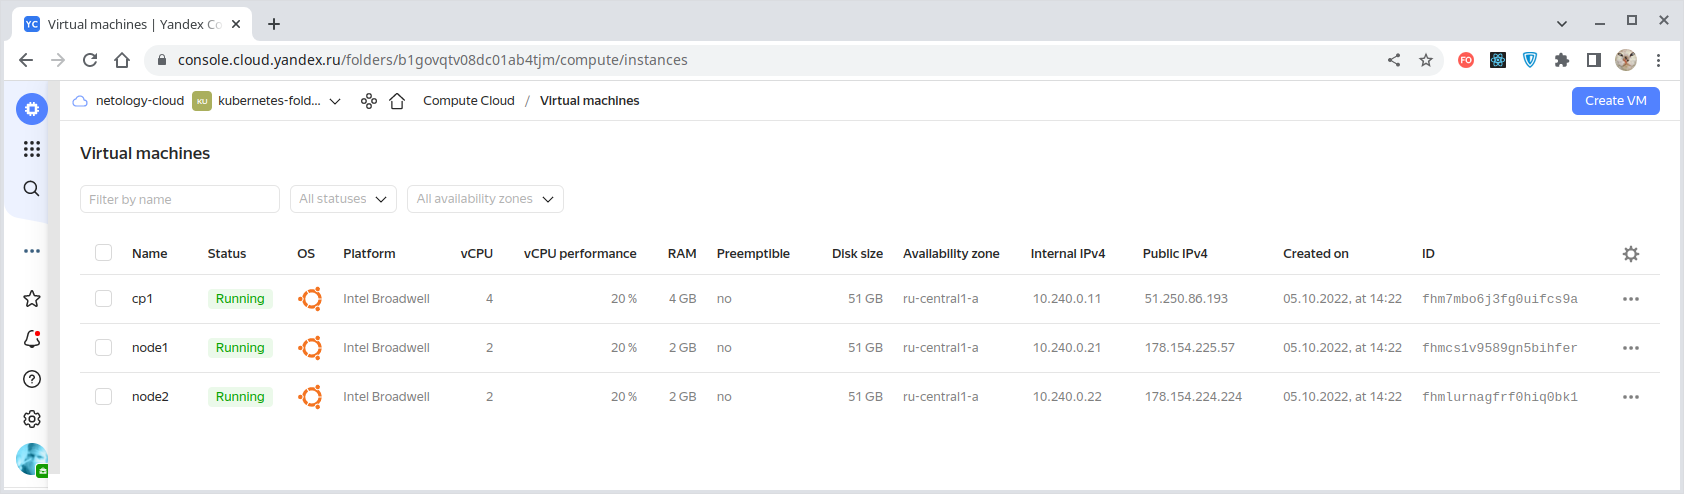 YC Virtual machines | Yandex Co
console.cloud.yandex.ru/folders/b1govqtv08dc01ab4tjm/compute/instances FO
netology-cloud KU kubernetes-fold... Compute Cloud / Virtual machines Create VM
Virtual machines
Filter by name All statuses All availability zones
Name Status OS Platform vCPU vCPU performance RAM Preemptible Disk size Availability zone Internal IPv4 Public IPv4 Created on ID
cp1 Running Intel Broadwell 4 20 % 4 GB no 51 GB ru-central1-a 10.240.0.11 51.250.86.193 05.10.2022, at 14:22 fhm7mbo6j3fg0uifcs9a
node1 Running Intel Broadwell 2 20 % 2 GB no 51 GB ru-central1-a 10.240.0.21 178.154.225.57 05.10.2022, at 14:22 fhmcs1v9589gn5bihfer
node2 Running Intel Broadwell 2 20 % 2 GB no 51 GB ru-central1-a 10.240.0.22 178.154.224.224 05.10.2022, at 14:22 fhmlurnagfrf0hiq0bk1